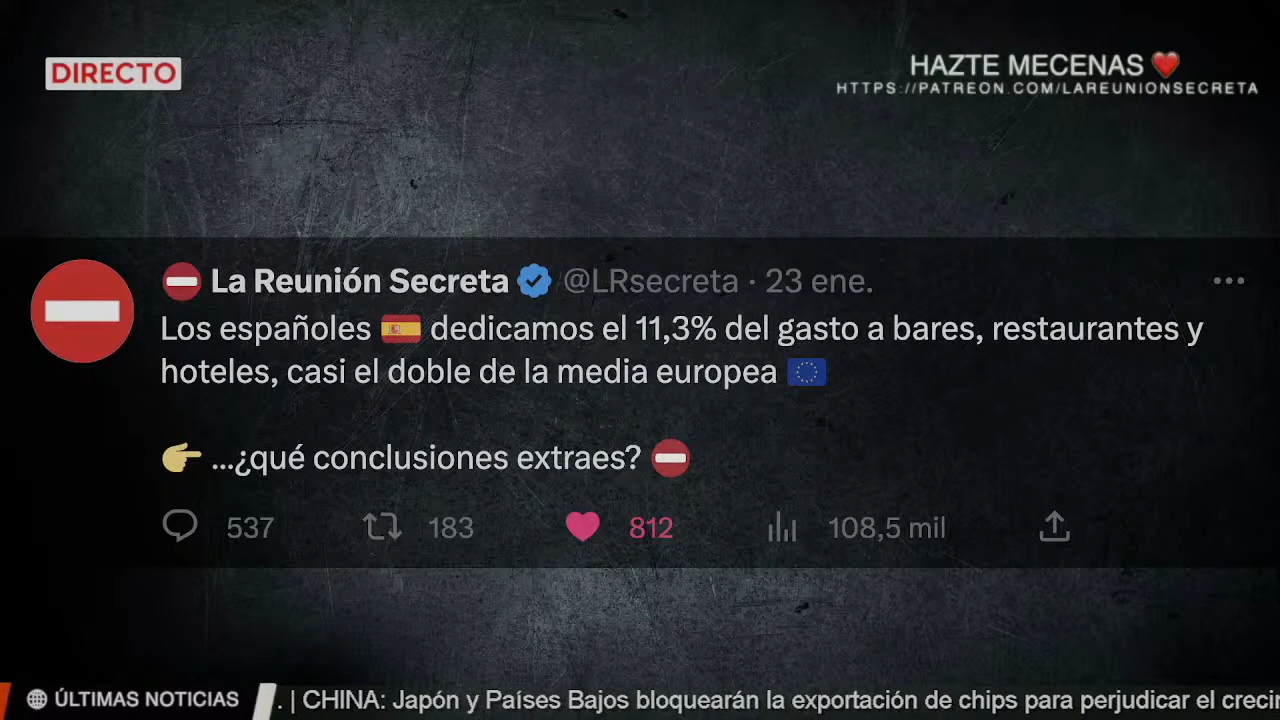 DIRECTO
HAZTE MECENAS ❤️
HTTPS://PATREON.COM/LAREUNIONSECRETA
⛔ La Reunión Secreta @LRsecreta · 23 ene.
Los españoles 🇪🇸 dedicamos el 11,3% del gasto a bares, restaurantes y
hoteles, casi el doble de la media europea 🇪🇺
👉 ...¿qué conclusiones extraes? ⛔
537 183 812 108,5 mil
ÚLTIMAS NOTICIAS . | CHINA: Japón y Países Bajos bloquearán la exportación de chips para perjudicar el creci